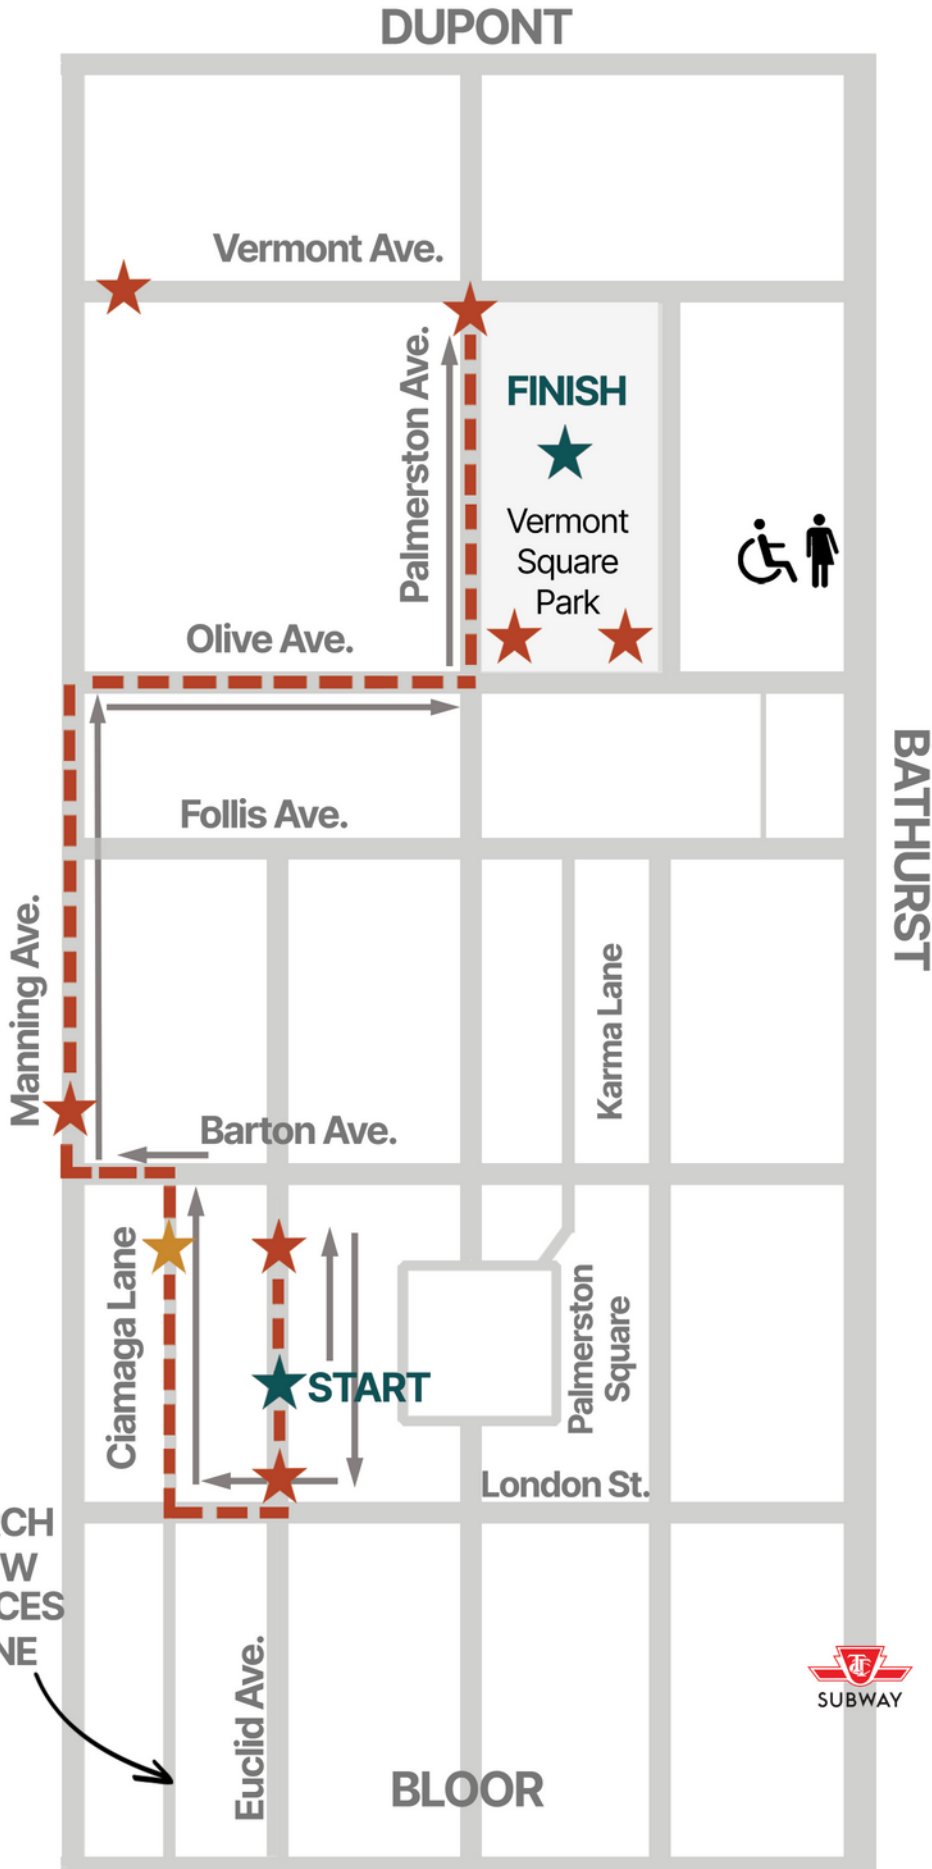 DUPONT
Vermont Ave.
Palmerston Ave.
FINISH
Vermont
Square
Park
Olive Ave.
BATHURST
Follis Ave.
Manning Ave.
Karma Lane
Barton Ave.
Ciamaga Lane
START
Palmerston
Square
London St.
CH
W
CES
NE
Euclid Ave.
BLOOR
TTC
SUBWAY